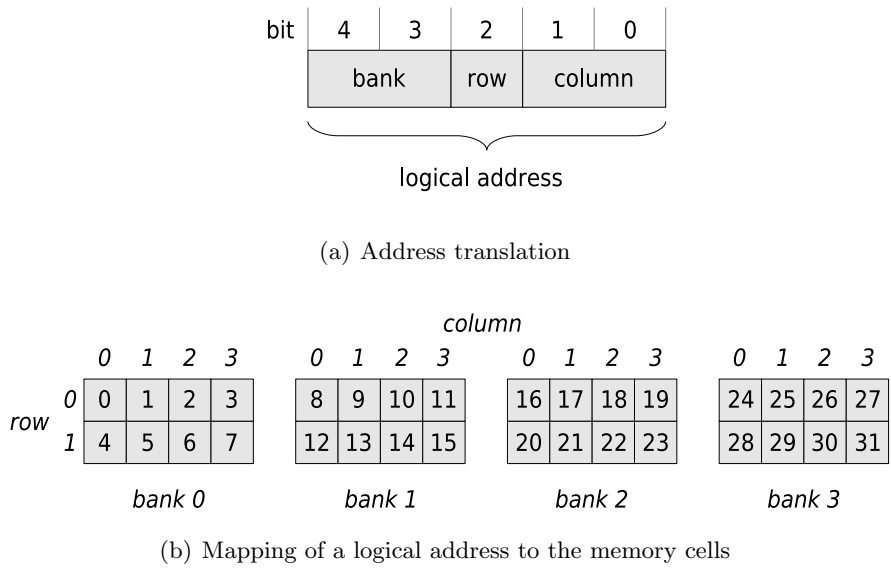 bit 4 3 2 1 0
bank row column
logical address
(a) Address translation
column
0 1 2 3 0 1 2 3 0 1 2 3 0 1 2 3
0 0 1 2 3 8 9 10 11 16 17 18 19 24 25 26 27
row
1 4 5 6 7 12 13 14 15 20 21 22 23 28 29 30 31
bank 0 bank 1 bank 2 bank 3
(b) Mapping of a logical address to the memory cells